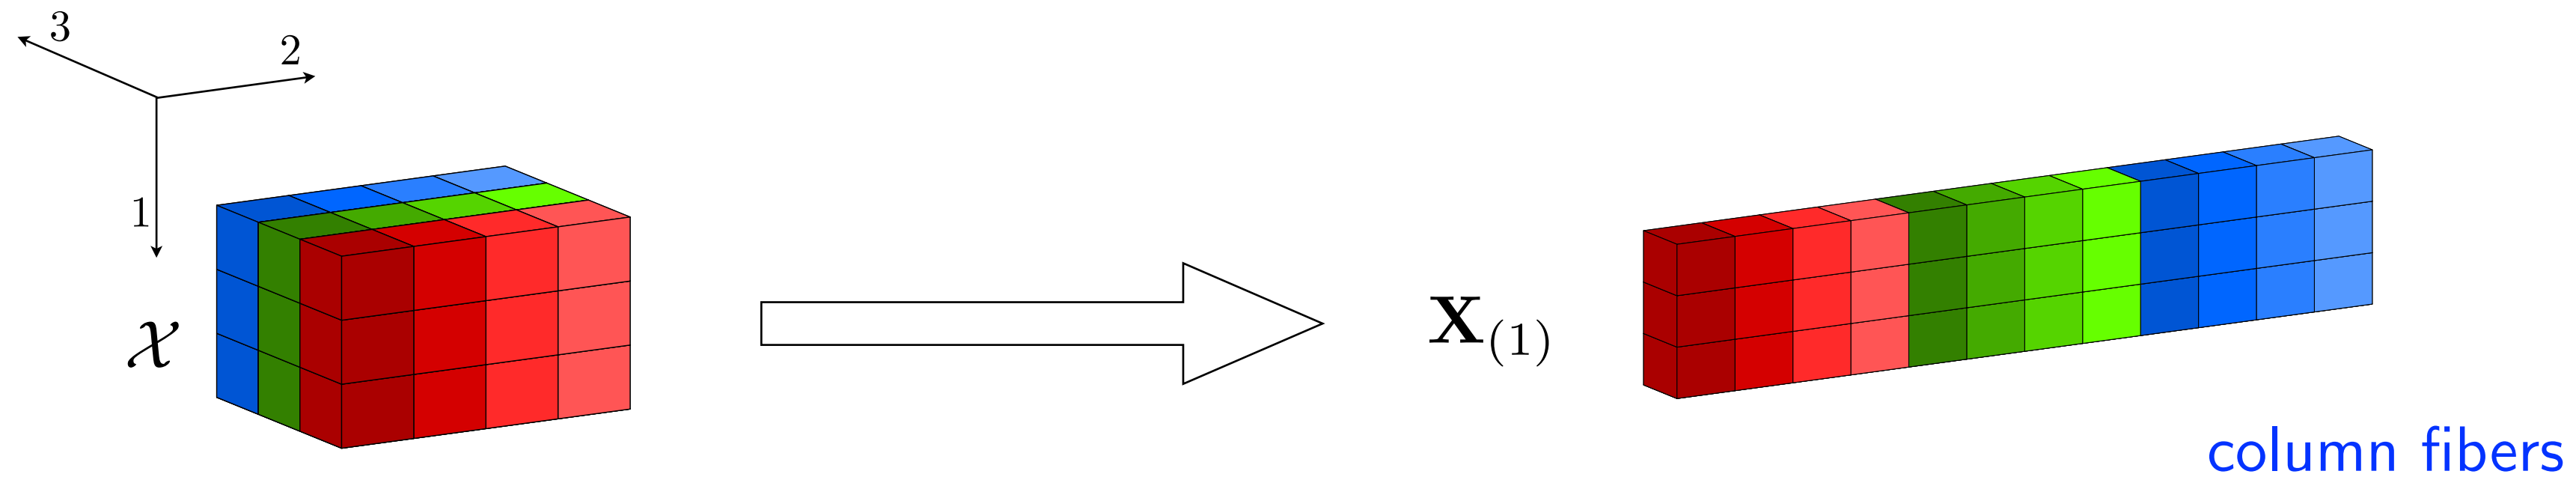 3
2
1
𝒳
X(1)
column fibers